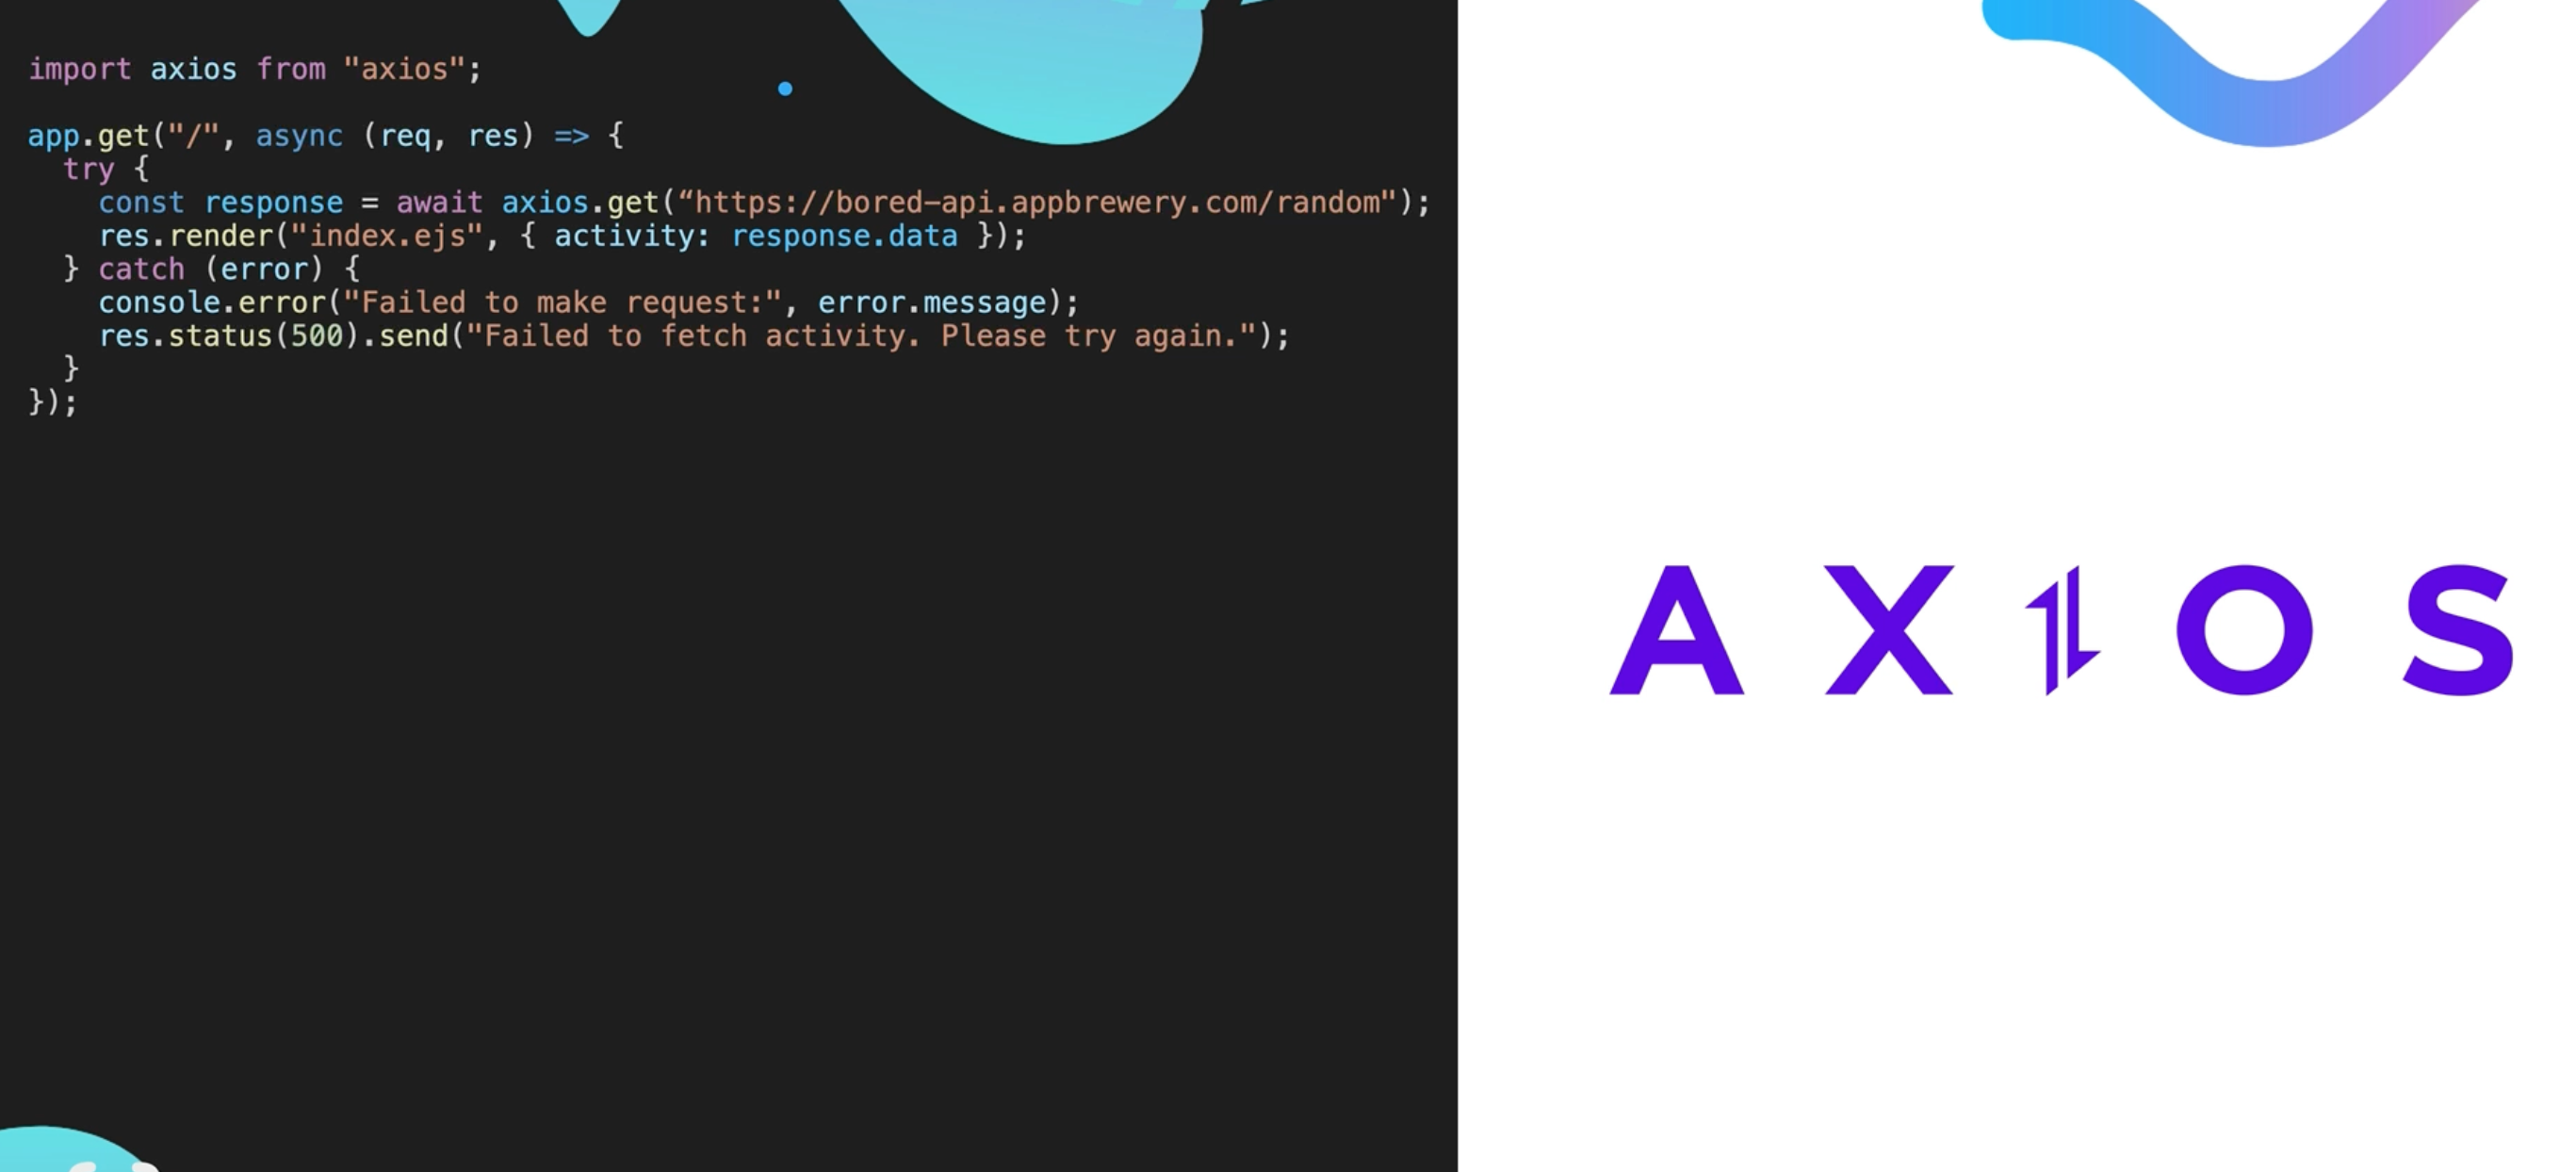 import axios from "axios";
app.get("/", async (req, res) => {
try {
const response = await axios.get(“https://bored-api.appbrewery.com/random");
res.render("index.ejs", { activity: response.data });
} catch (error) {
console.error("Failed to make request:", error.message);
res.status(500).send("Failed to fetch activity. Please try again.");
}
});
AXIOS